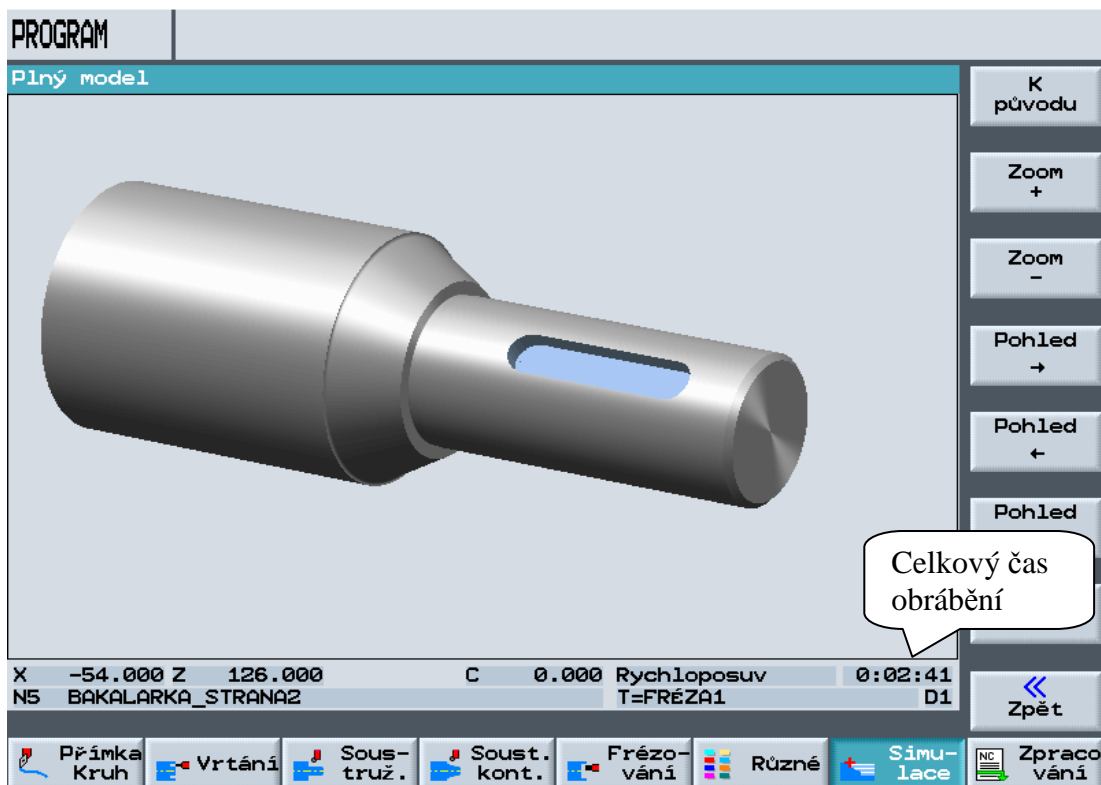 PROGRAM
Plný model
K
původu
Zoom
+
Zoom
-
Pohled
→
Pohled
←
Pohled
Celkový čas
obrábění
X -54.000 Z 126.000 C 0.000 Rychloposuv 0:02:41
N5 BAKALARKA_STRANA2 T=FRÉZA1 D1
Zpět
Přímka
Kruh
Vrtání
Sous-
truž.
Soust.
kont.
Frézo-
vání
Různé
Simu-
lace
NC
Zpraco
vání